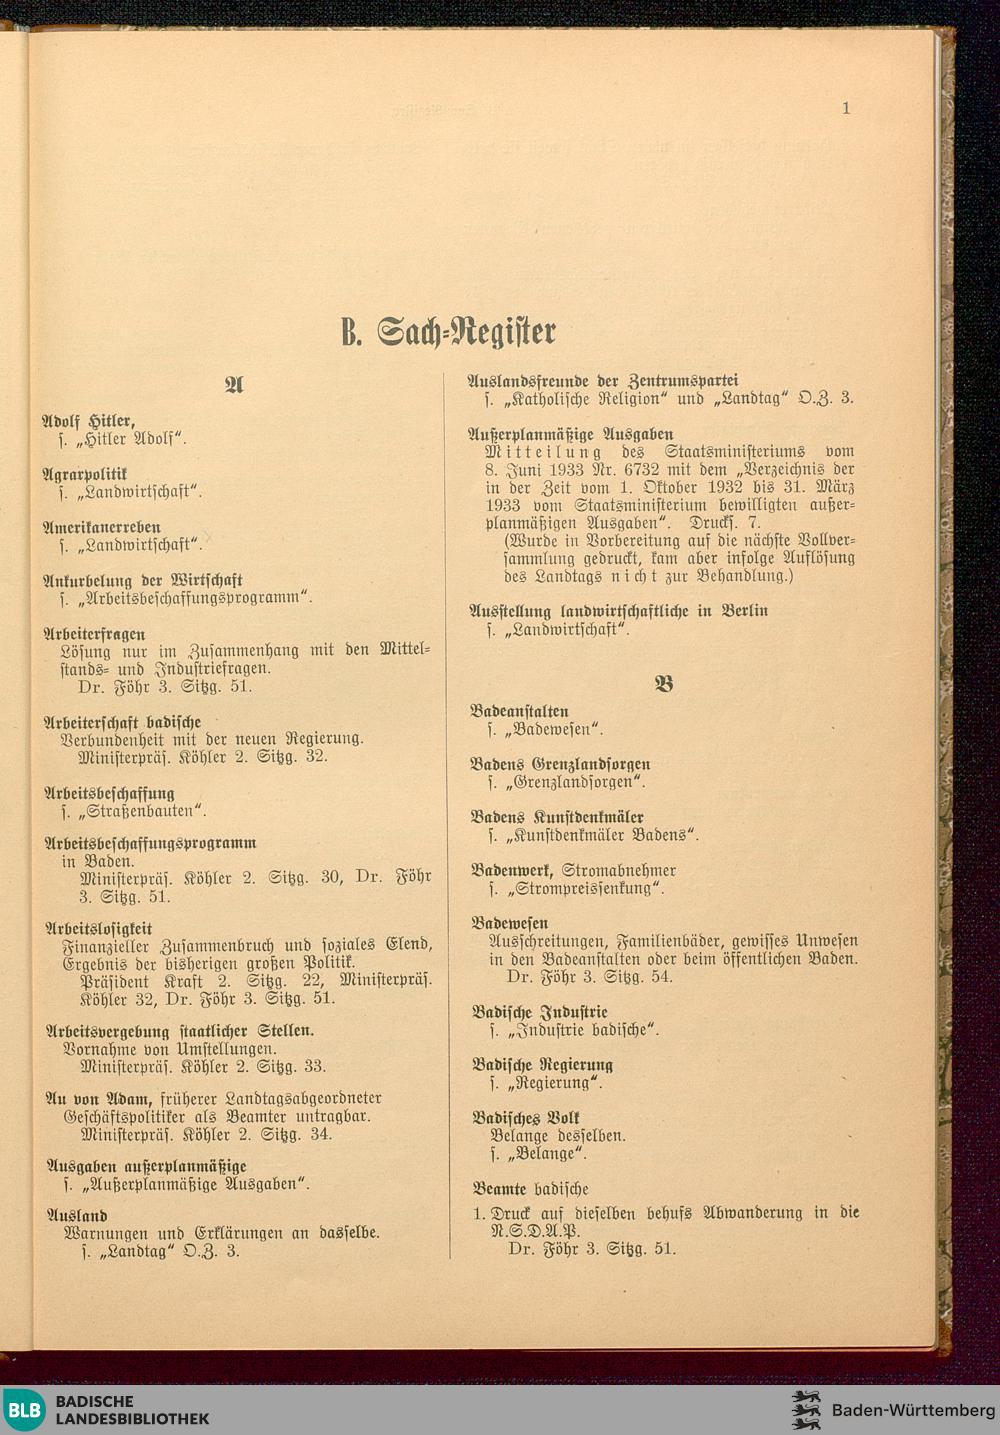 1
B. Sach-Register
A
Adolf Hitler,
s. „Hitler Adolf“.
Agrarpolitik
s. „Landwirtschaft“.
Amerikanerreben
s. „Landwirtschaft“.
Ankurbelung der Wirtschaft
s. „Arbeitsbeschaffungsprogramm“.
Arbeiterfragen
Lösung nur im Zusammenhang mit den Mittel-
stands- und Industriefragen.
Dr. Föhr 3. Sitzg. 51.
Arbeiterschaft badische
Verbundenheit mit der neuen Regierung.
Ministerpräs. Köhler 2. Sitzg. 32.
Arbeitsbeschaffung
s. „Straßenbauten“.
Arbeitsbeschaffungsprogramm
in Baden.
Ministerpräs. Köhler 2. Sitzg. 30, Dr. Föhr
3. Sitzg. 51.
Arbeitslosigkeit
Finanzieller Zusammenbruch und soziales Elend,
Ergebnis der bisherigen großen Politik.
Präsident Kraft 2. Sitzg. 22, Ministerpräs.
Köhler 32, Dr. Föhr 3. Sitzg. 51.
Arbeitsvergebung staatlicher Stellen.
Vornahme von Umstellungen.
Ministerpräs. Köhler 2. Sitzg. 33.
Au von Adam, früherer Landtagsabgeordneter
Geschäftspolitiker als Beamter untragbar.
Ministerpräs. Köhler 2. Sitzg. 34.
Ausgaben außerplanmäßige
s. „Außerplanmäßige Ausgaben“.
Ausland
Warnungen und Erklärungen an dasselbe.
s. „Landtag“ O.Z. 3.
Auslandsfreunde der Zentrumspartei
s. „Katholische Religion“ und „Landtag“ O.Z. 3.
Außerplanmäßige Ausgaben
Mitteilung des Staatsministeriums vom
8. Juni 1933 Nr. 6732 mit dem „Verzeichnis der
in der Zeit vom 1. Oktober 1932 bis 31. März
1933 vom Staatsministerium bewilligten außer-
planmäßigen Ausgaben“. Drucks. 7.
(Wurde in Vorbereitung auf die nächste Vollver-
sammlung gedruckt, kam aber infolge Auflösung
des Landtags nicht zur Behandlung.)
Ausstellung landwirtschaftliche in Berlin
s. „Landwirtschaft“.
B
Badeanstalten
s. „Badewesen“.
Badens Grenzlandsorgen
s. „Grenzlandsorgen“.
Badens Kunstdenkmäler
s. „Kunstdenkmäler Badens“.
Badenwerk, Stromabnehmer
s. „Strompreissenkung“.
Badewesen
Ausschreitungen, Familienbäder, gewisses Unwesen
in den Badeanstalten oder beim öffentlichen Baden.
Dr. Föhr 3. Sitzg. 54.
Badische Industrie
s. „Industrie badische“.
Badische Regierung
s. „Regierung“.
Badisches Volk
Belange desselben.
s. „Belange“.
Beamte badische
1. Druck auf dieselben behufs Abwanderung in die
N.S.D.A.P.
Dr. Föhr 3. Sitzg. 51.
BLB BADISCHE
LANDESBIBLIOTHEK
Baden-Württemberg